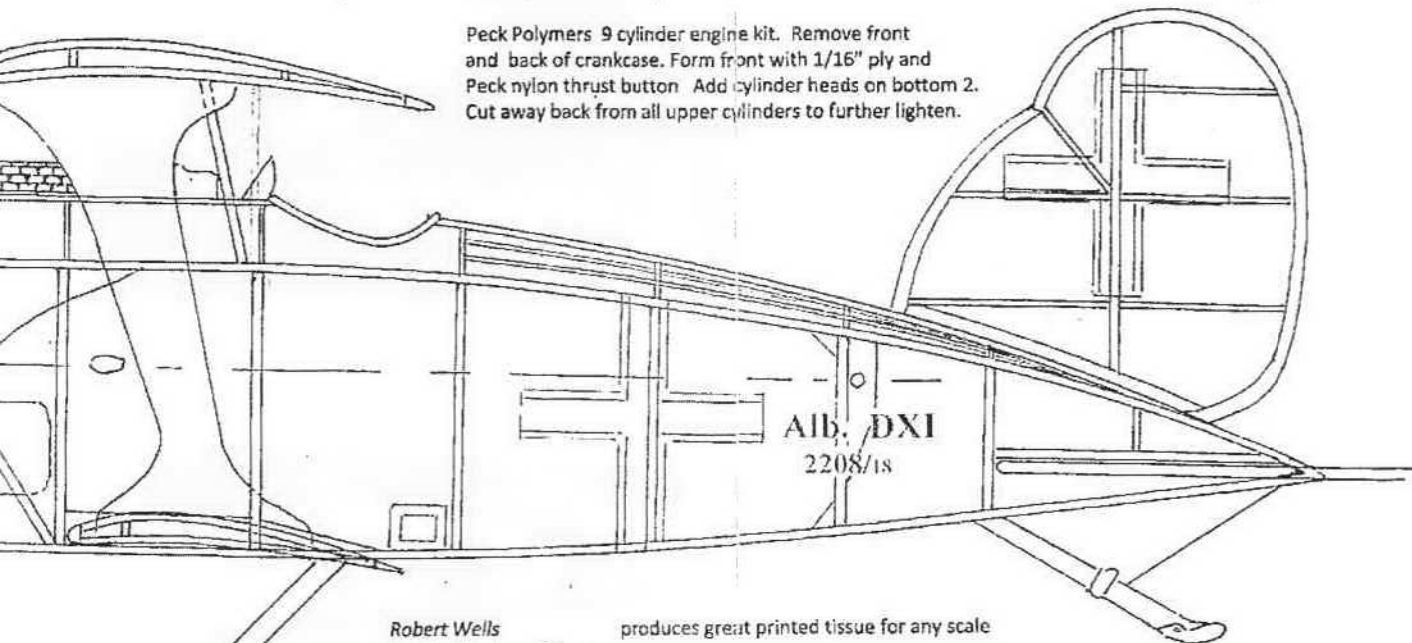 Peck Polymers 9 cylinder engine kit. Remove front
and back of crankcase. Form front with 1/16" ply and
Peck nylon thrust button Add cylinder heads on bottom 2.
Cut away back from all upper cylinders to further lighten.
Alb. DXI
2208/18
Robert Wells produces great printed tissue for any scale